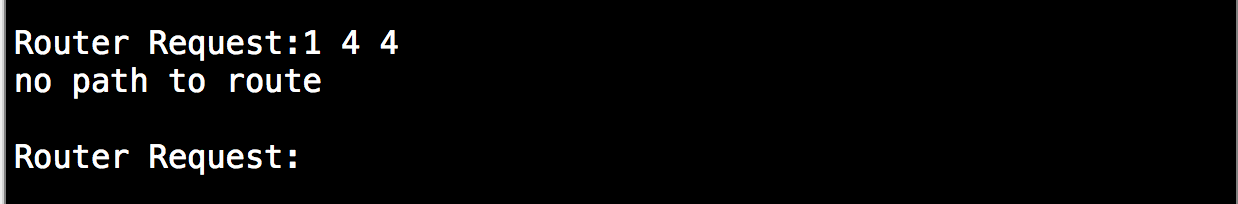 Router Request:1 4 4
no path to route
Router Request: